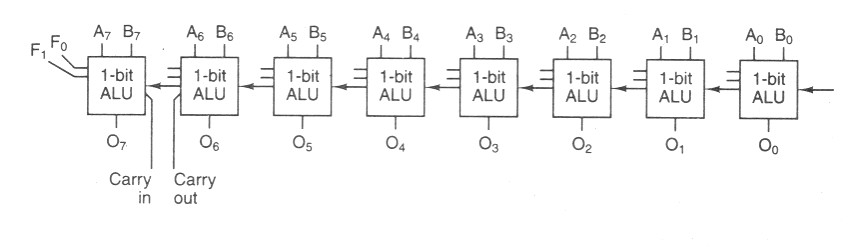 F₁ F₀ A₇ B₇ A₆ B₆ A₅ B₅ A₄ B₄ A₃ B₃ A₂ B₂ A₁ B₁ A₀ B₀
1-bit 1-bit 1-bit 1-bit 1-bit 1-bit 1-bit 1-bit
ALU ALU ALU ALU ALU ALU ALU ALU
O₇ O₆ O₅ O₄ O₃ O₂ O₁ O₀
Carry Carry
in out